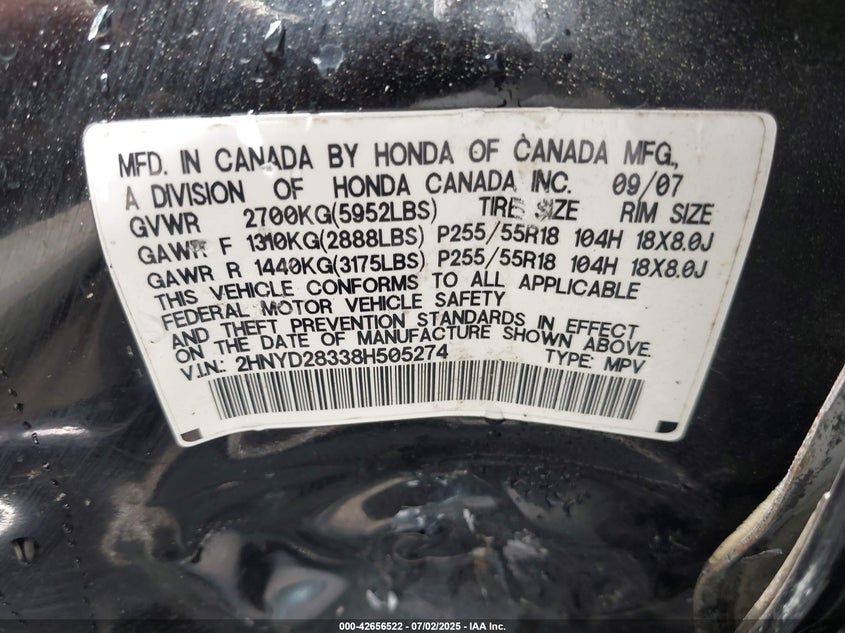 MFD. IN CANADA BY HONDA OF CANADA MFG.,
A DIVISION OF HONDA CANADA INC. 09/07
GVWR 2700KG(5952LBS) TIRE SIZE RIM SIZE
GAWR F 1310KG(2888LBS) P255/55R18 104H 18X8.0J
GAWR R 1440KG(3175LBS) P255/55R18 104H 18X8.0J
THIS VEHICLE CONFORMS TO ALL APPLICABLE
FEDERAL MOTOR VEHICLE SAFETY
AND THEFT PREVENTION STANDARDS IN EFFECT
ON THE DATE OF MANUFACTURE SHOWN ABOVE.
V.I.N.: 2HNYD28338H505274 TYPE: MPV
000-42656522 - 07/02/2025 - IAA Inc.